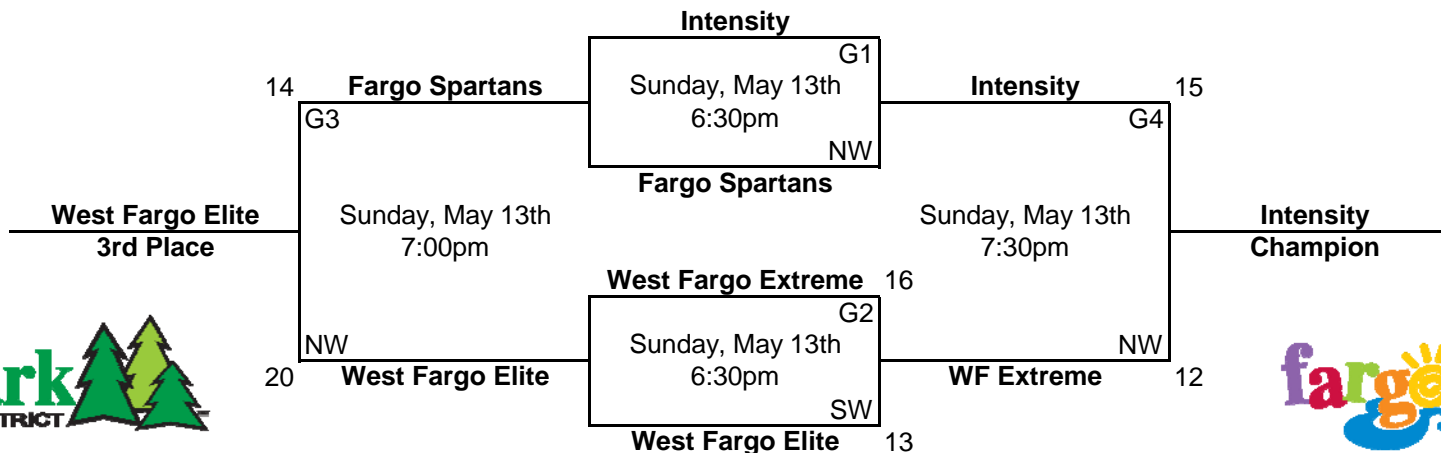 Intensity
G1
14 Fargo Spartans Sunday, May 13th Intensity 15
G3 6:30pm G4
NW
Fargo Spartans
West Fargo Elite Sunday, May 13th Sunday, May 13th Intensity
3rd Place 7:00pm 7:30pm Champion
West Fargo Extreme 16
G2
NW Sunday, May 13th NW
20 West Fargo Elite 6:30pm WF Extreme 12
SW
West Fargo Elite 13